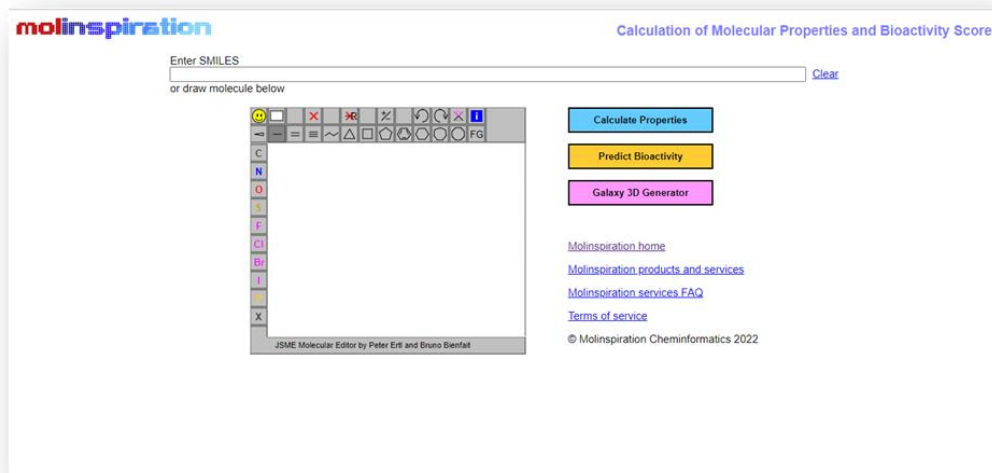 molinspiration
Calculation of Molecular Properties and Bioactivity Score
Enter SMILES
Clear
or draw molecule below
R
FG
C
N
O
S
F
Cl
Br
I
X
JSME Molecular Editor by Peter Ertl and Bruno Bienfait
Calculate Properties
Predict Bioactivity
Galaxy 3D Generator
Molinspiration home
Molinspiration products and services
Molinspiration services FAQ
Terms of service
© Molinspiration Cheminformatics 2022